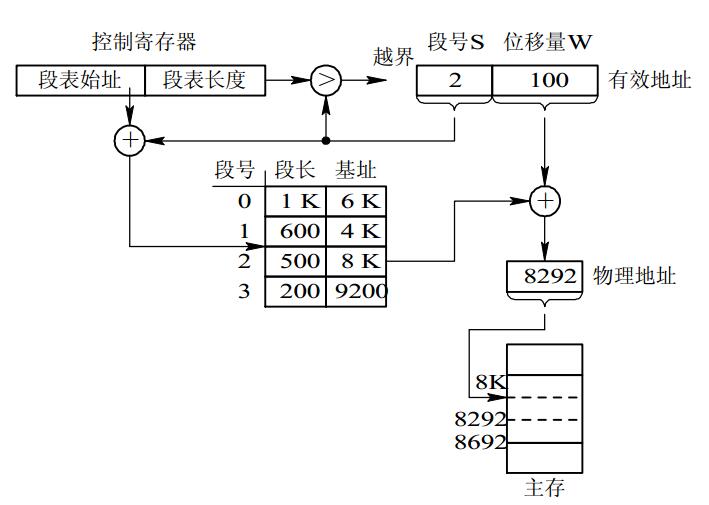 控制寄存器
段表始址 段表长度
>
越界
段号S 位移量W
2 100
有效地址
+
段号 段长 基址
0 1 K 6 K
1 600 4 K
2 500 8 K
3 200 9200
+
8292 物理地址
8K
8292
8692
主存